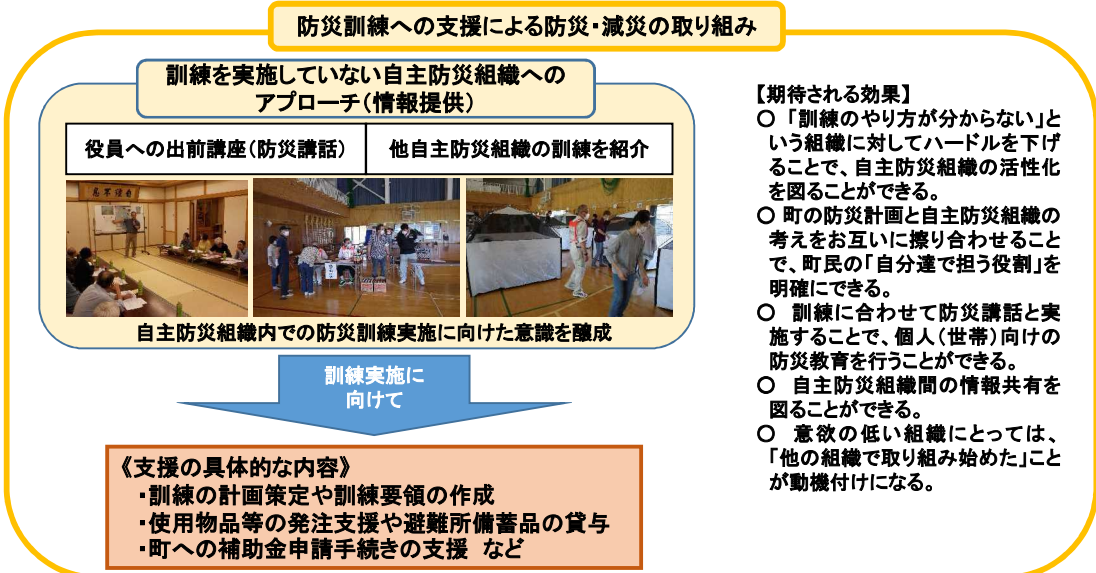 防災訓練への支援による防災・減災の取り組み
訓練を実施していない自主防災組織への
アプローチ(情報提供)
役員への出前講座(防災講話)
他自主防災組織の訓練を紹介
自主防災組織内での防災訓練実施に向けた意識を醸成
訓練実施に
向けて
《支援の具体的な内容》
・訓練の計画策定や訓練要領の作成
・使用物品等の発注支援や避難所備蓄品の貸与
・町への補助金申請手続きの支援 など
【期待される効果】
○ 「訓練のやり方が分からない」と
いう組織に対してハードルを下げ
ることで、自主防災組織の活性化
を図ることができる。
○ 町の防災計画と自主防災組織の
考えをお互いに擦り合わせること
で、町民の「自分達で担う役割」を
明確にできる。
○ 訓練に合わせて防災講話と実
施することで、個人(世帯)向けの
防災教育を行うことができる。
○ 自主防災組織間の情報共有を
図ることができる。
○ 意欲の低い組織にとっては、
「他の組織で取り組み始めた」こと
が動機付けになる。